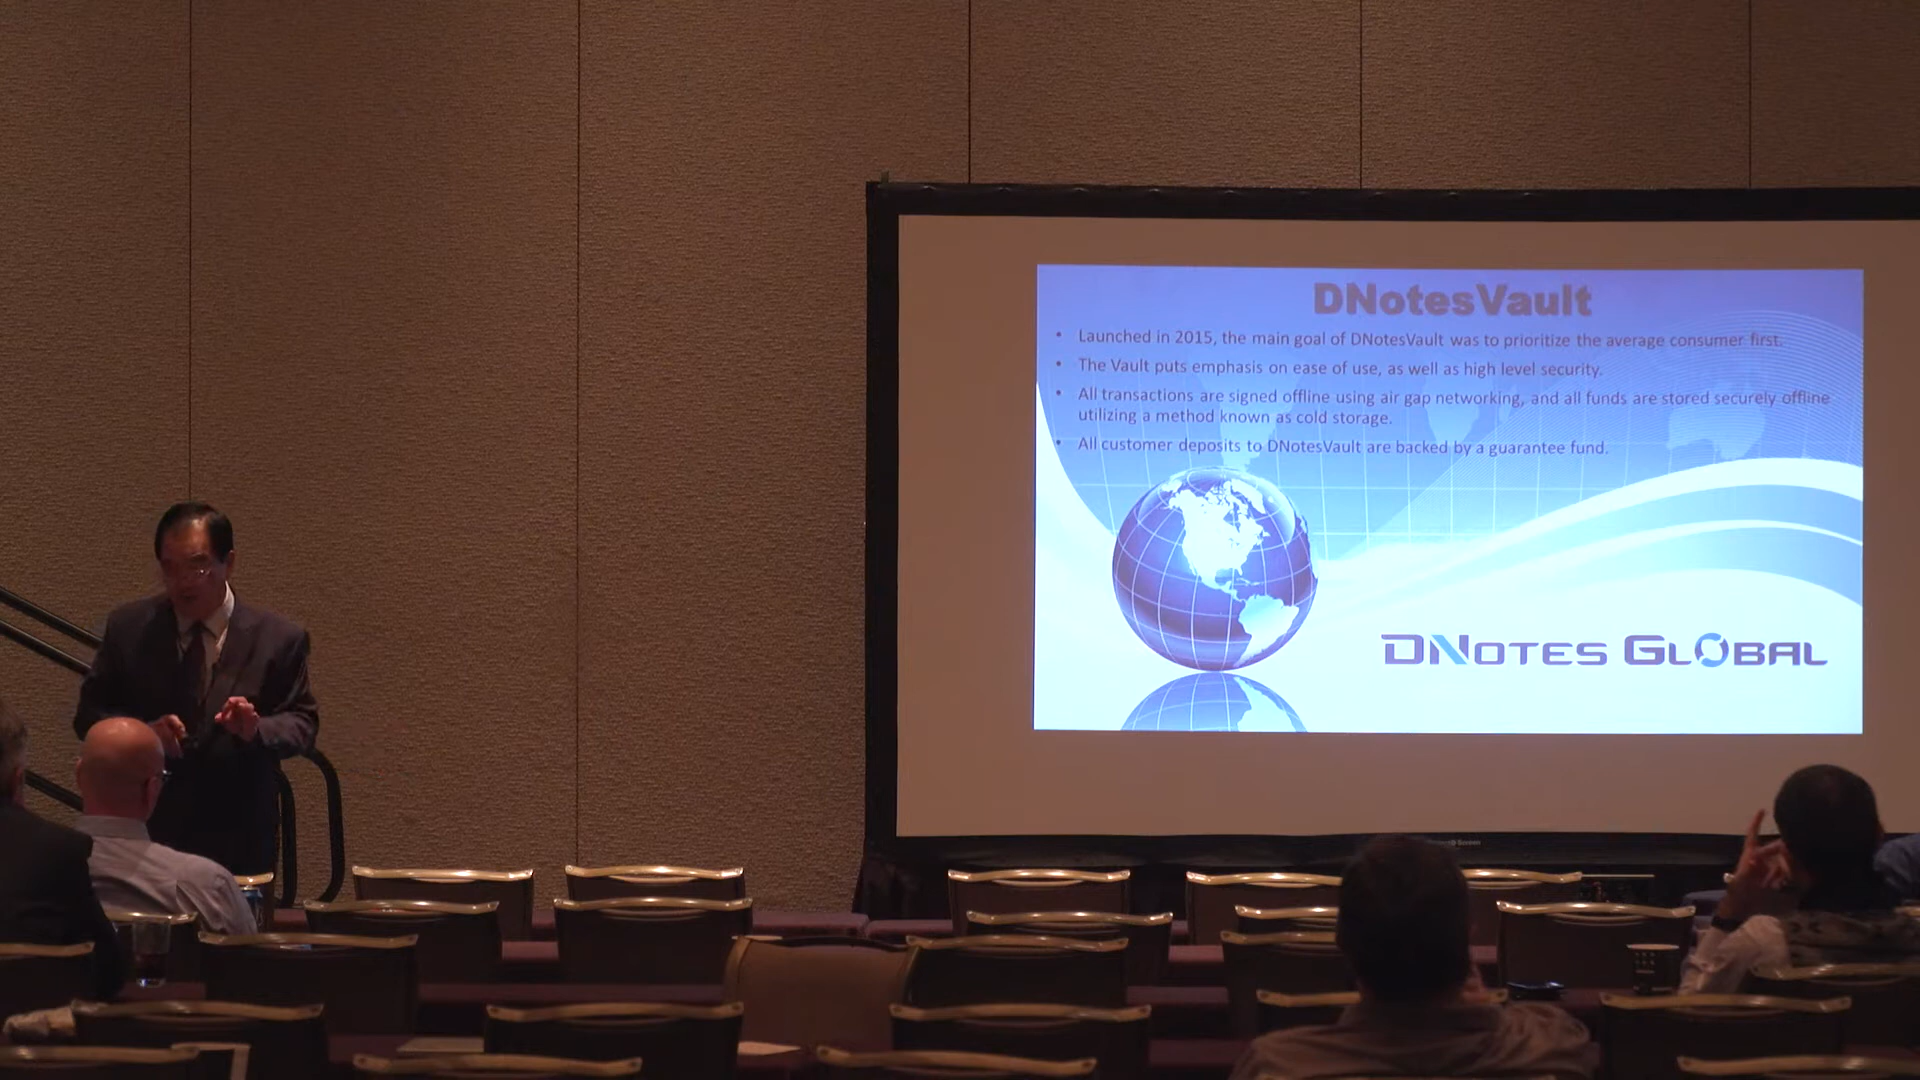 DNotesVault
• Launched in 2015, the main goal of DNotesVault was to prioritize the average consumer first.
• The Vault puts emphasis on ease of use, as well as high level security.
• All transactions are signed offline using air gap networking, and all funds are stored securely offline
utilizing a method known as cold storage.
• All customer deposits to DNotesVault are backed by a guarantee fund.
DNOTES GLOBAL